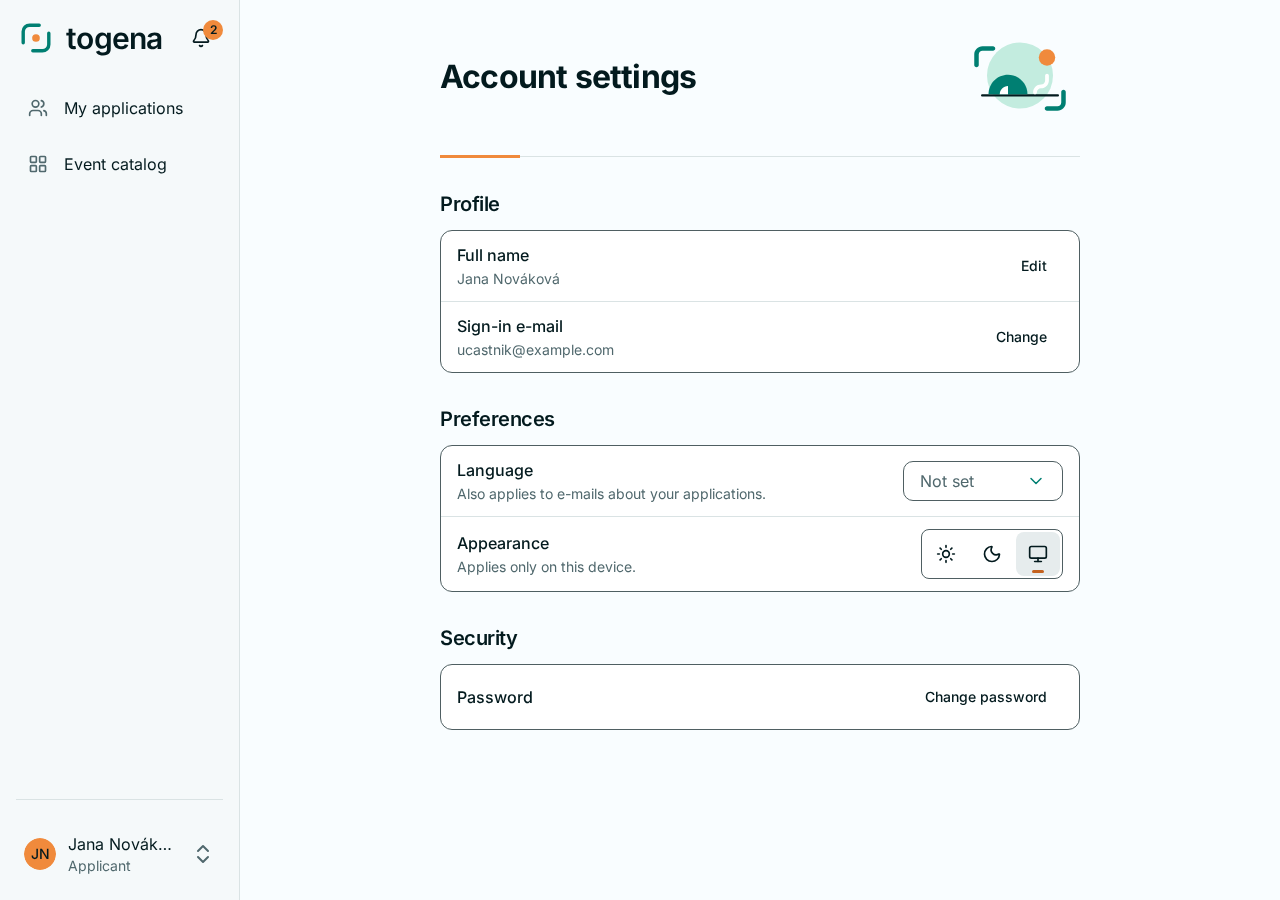 togena
2
My applications
Event catalog
Account settings
Profile
Full name
Jana Nováková
Edit
Sign-in e-mail
ucastnik@example.com
Change
Preferences
Language
Also applies to e-mails about your applications.
Not set
Appearance
Applies only on this device.
Security
Password
Change password
JN
Jana Novák...
Applicant